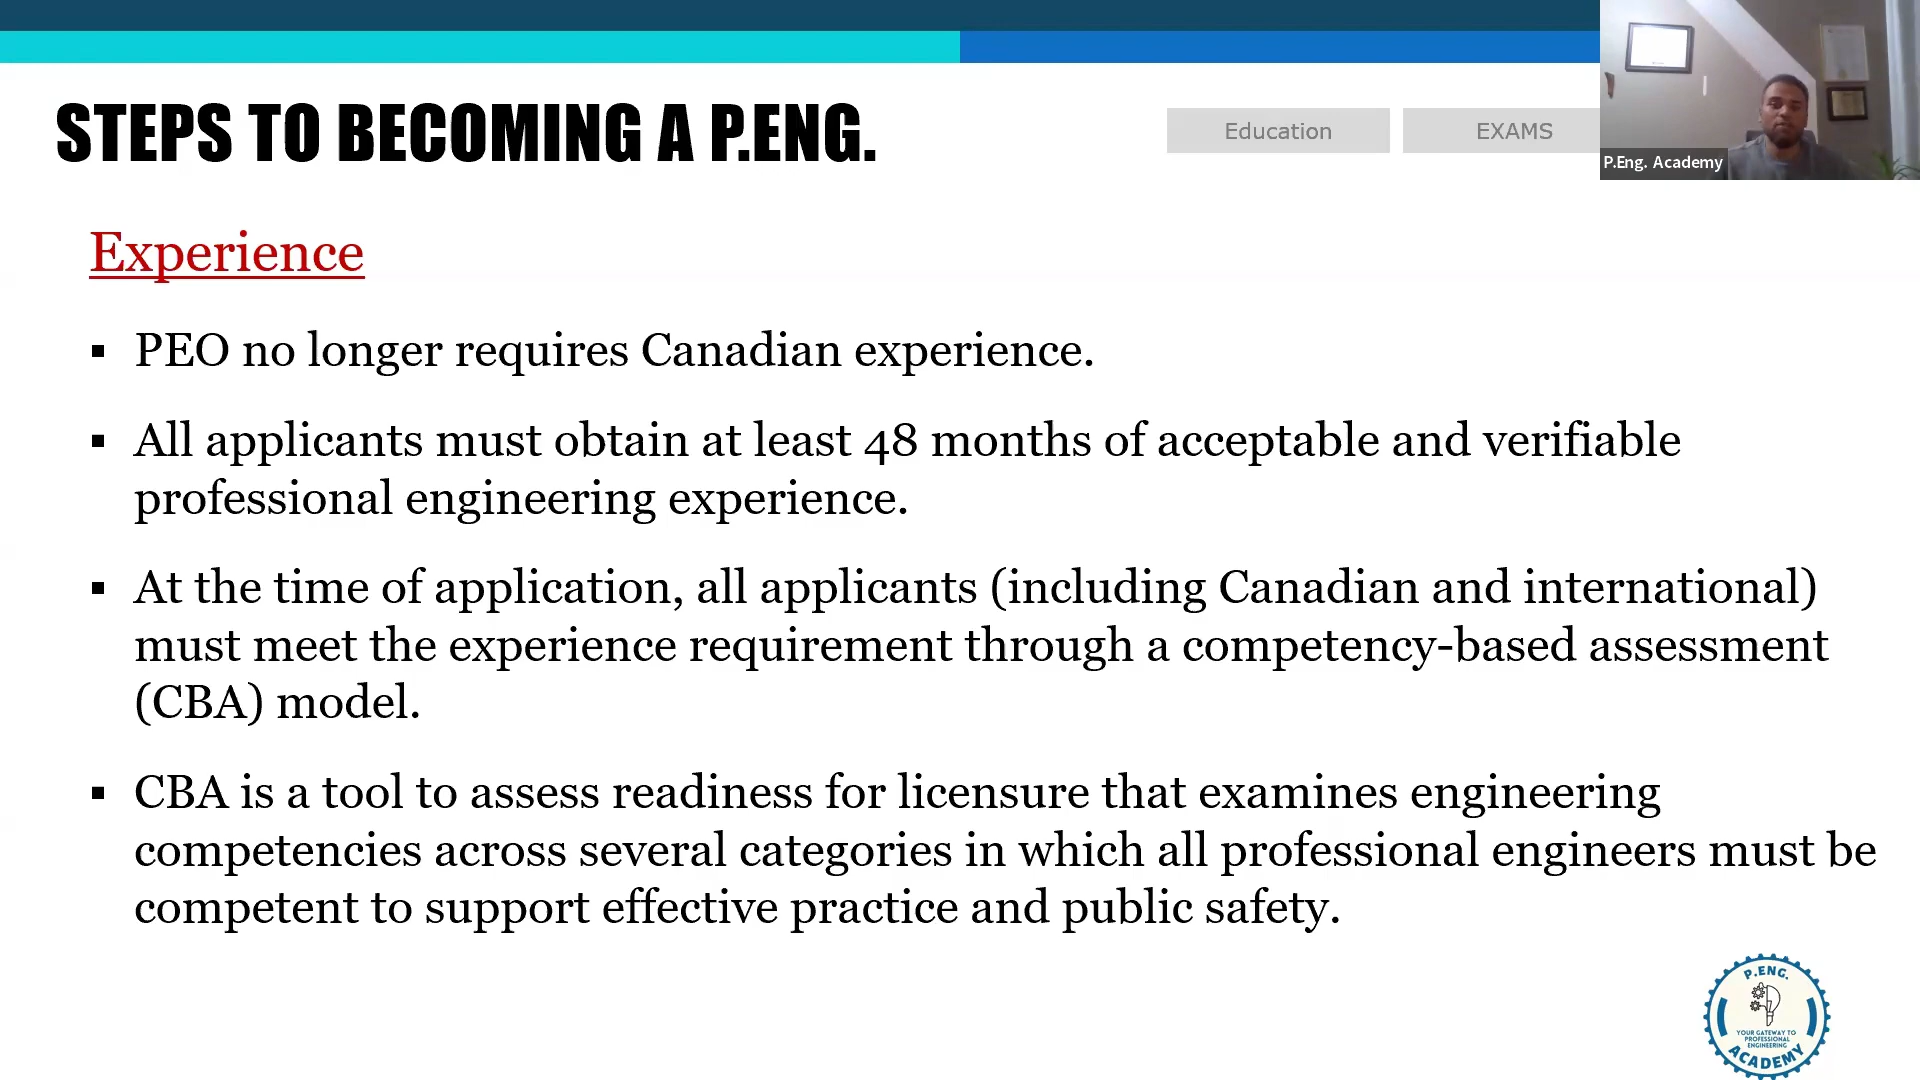 STEPS TO BECOMING A P.ENG.
Education
EXAMS
P.Eng. Academy
Experience
▪ PEO no longer requires Canadian experience.
▪ All applicants must obtain at least 48 months of acceptable and verifiable
professional engineering experience.
▪ At the time of application, all applicants (including Canadian and international)
must meet the experience requirement through a competency-based assessment
(CBA) model.
▪ CBA is a tool to assess readiness for licensure that examines engineering
competencies across several categories in which all professional engineers must be
competent to support effective practice and public safety.
P.ENG.
YOUR GATEWAY TO
PROFESSIONAL
ENGINEERING
ACADEMY